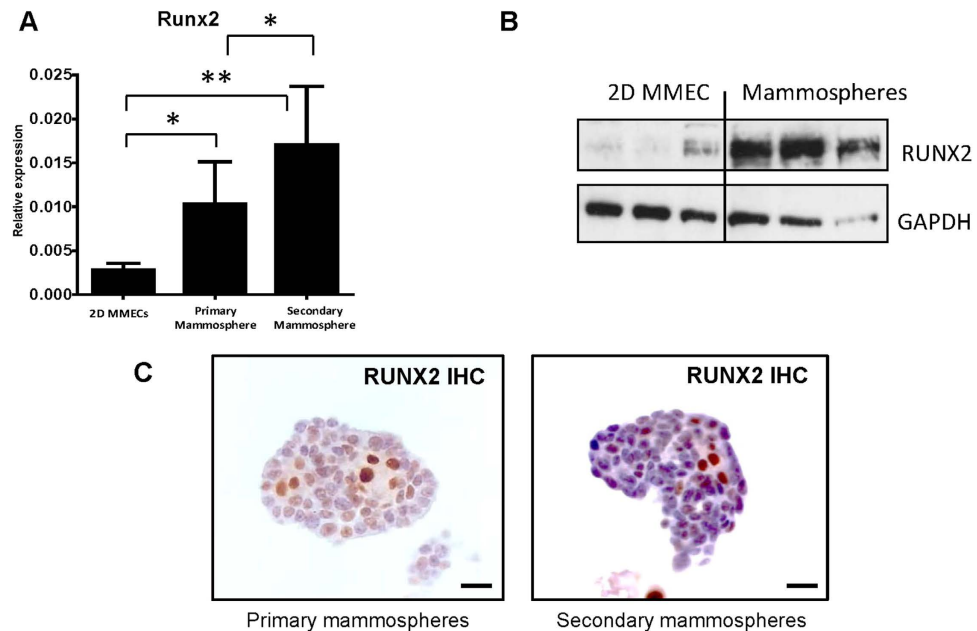 A
Runx2
*
**
*
0.025
0.020
0.015
0.010
0.005
0.000
Relative expression
2D MMECs
Primary
Mammosphere
Secondary
Mammosphere
B
2D MMEC
Mammospheres
RUNX2
GAPDH
C
RUNX2 IHC
Primary mammospheres
RUNX2 IHC
Secondary mammospheres